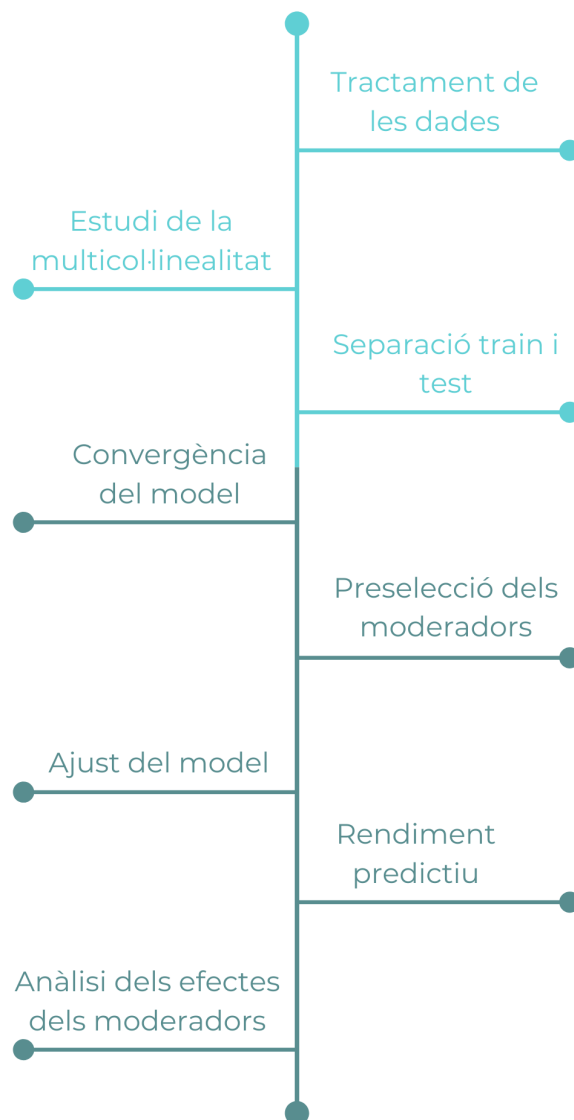 Tractament de
les dades
Estudi de la
multicol·linealitat
Separació train i
test
Convergència
del model
Preselecció dels
moderadors
Ajust del model
Rendiment
predictiu
Anàlisi dels efectes
dels moderadors